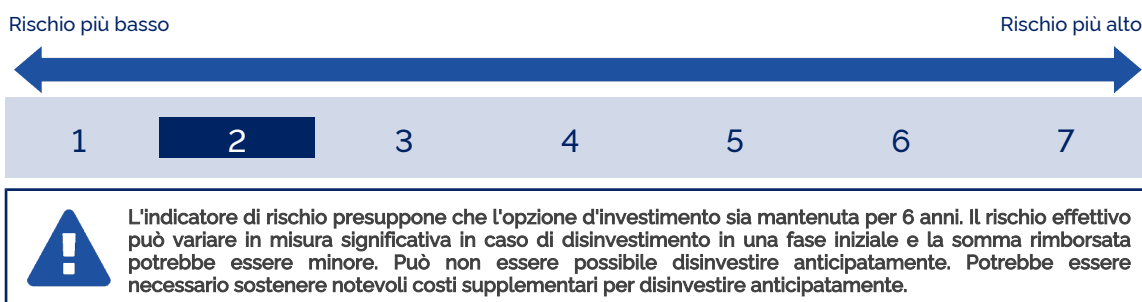 Rischio più basso Rischio più alto
1 2 3 4 5 6 7
L'indicatore di rischio presuppone che l'opzione d'investimento sia mantenuta per 6 anni. Il rischio effettivo
può variare in misura significativa in caso di disinvestimento in una fase iniziale e la somma rimborsata
potrebbe essere minore. Può non essere possibile disinvestire anticipatamente. Potrebbe essere
necessario sostenere notevoli costi supplementari per disinvestire anticipatamente.